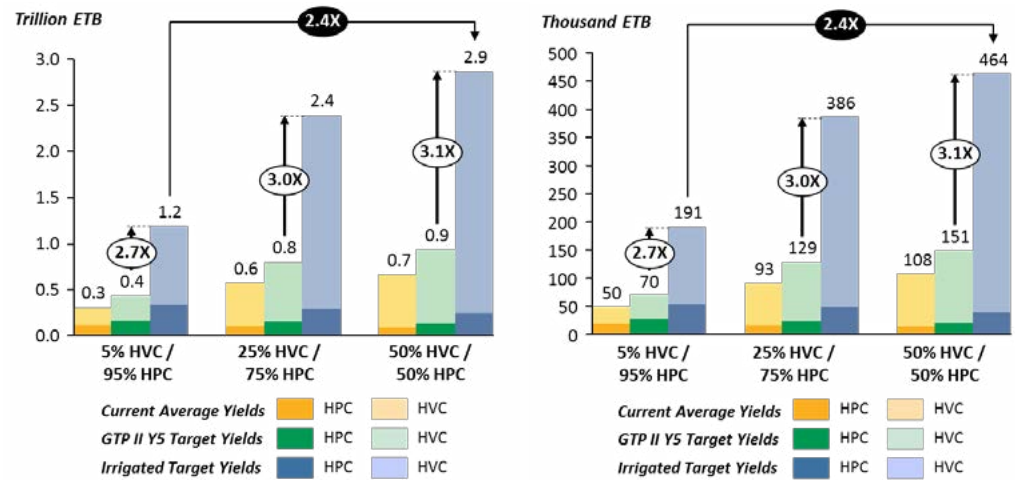 Trillion ETB
2.4X
3.0
2.5
2.0
1.5
1.0
0.5
0.0
0.3
0.4
1.2
2.7X
0.6
0.8
2.4
3.0X
0.7
0.9
2.9
3.1X
5% HVC /
95% HPC
25% HVC /
75% HPC
50% HVC /
50% HPC
Current Average Yields HPC HVC
GTP II Y5 Target Yields HPC HVC
Irrigated Target Yields HPC HVC
Thousand ETB
2.4X
500
450
400
350
300
250
200
150
100
50
0
50
70
191
2.7X
93
129
386
3.0X
108
151
464
3.1X
5% HVC /
95% HPC
25% HVC /
75% HPC
50% HVC /
50% HPC
Current Average Yields HPC HVC
GTP II Y5 Target Yields HPC HVC
Irrigated Target Yields HPC HVC